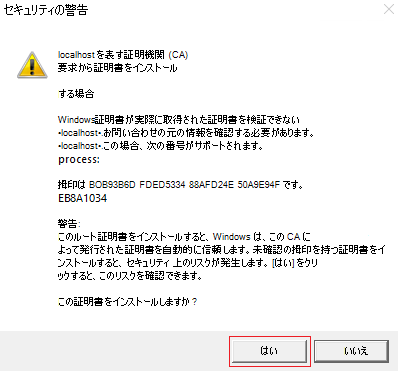 セキュリティの警告
localhostを表す証明機関 (CA)
要求から証明書をインストール
する場合
Windows証明書が実際に取得された証明書を検証できない
•localhost•.お問い合わせの元の情報を確認する必要があります。
•localhost•.この場合、次の番号がサポートされます。
process:
拇印は BOB93B6D FDED5334 88AFD24E 50A9E94F です。
EB8A1034
警告:
このルート証明書をインストールすると、Windows は、この CA に
よって発行された証明書を自動的に信頼します。未確認の拇印を持つ証明書をイ
ンストールすると、セキュリティ 上のリスクが発生します。[はい]をクリ
ックすると、このリスクを確認できます。
この証明書をインストールしますか？
はい
いいえ